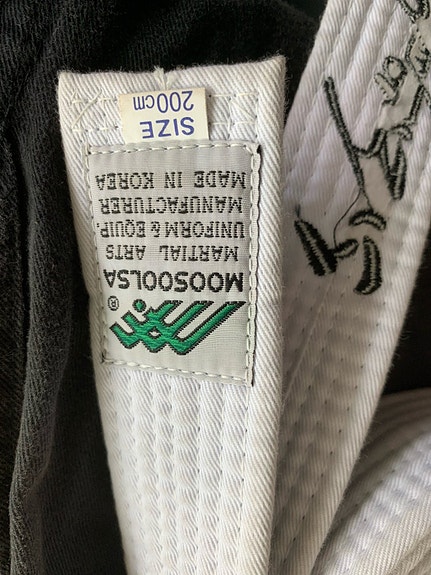 MOOSOOLSA®
MARTIAL ARTS
UNIFORM & EQUIP.
MANUFACTURER
MADE IN KOREA
SIZE
200cm